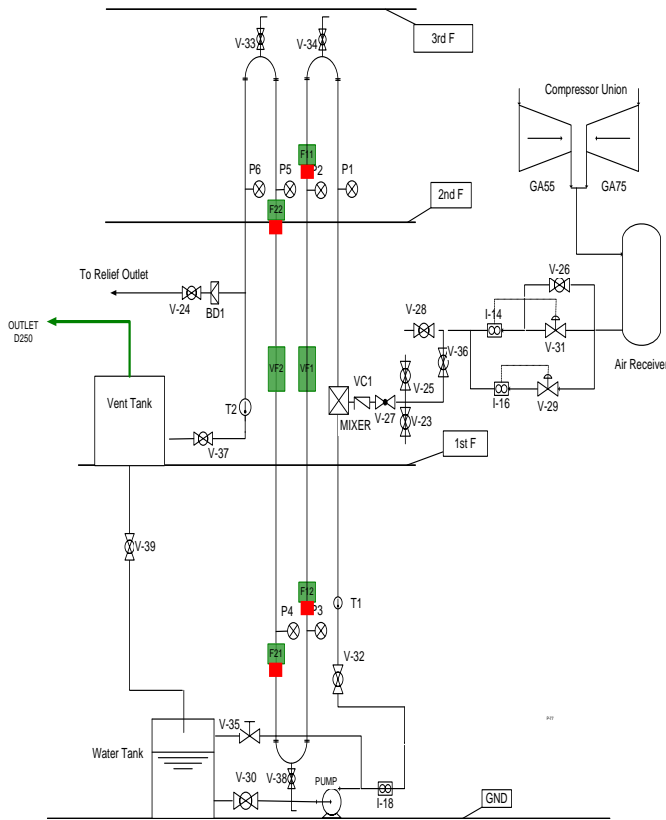 V-33
V-34
3rd F
Compressor Union
F11
P6
P5
P2
P1
GA55
GA75
2nd F
F22
To Relief Outlet
V-24
BD1
V-28
V-26
I-14
V-31
OUTLET
D250
V-36
Air Receiver
VF2
VF1
VC1
V-25
I-16
V-29
Vent Tank
T2
MIXER
V-27
V-23
V-37
1st F
V-39
F12
T1
P4
P3
F21
V-32
V-35
Water Tank
V-30
V-38
PUMP
I-18
GND